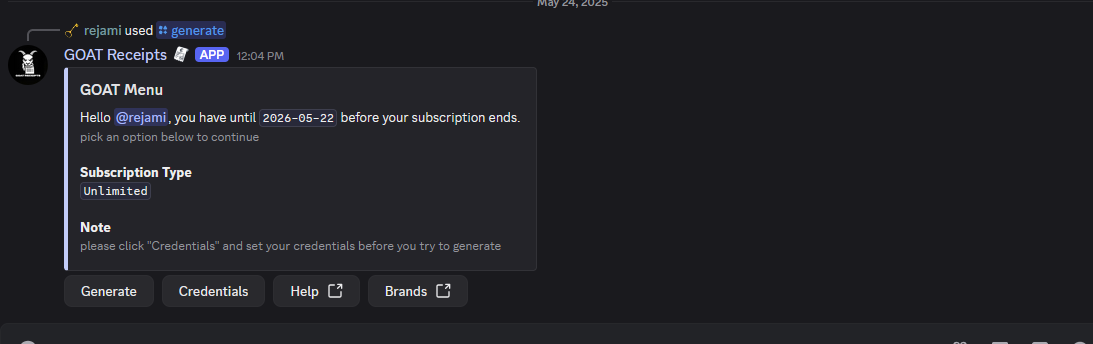 May 24, 2025
rejami used generate
GOAT Receipts APP 12:04 PM
GOAT Menu
Hello @rejami, you have until 2026-05-22 before your subscription ends.
pick an option below to continue
Subscription Type
Unlimited
Note
please click "Credentials" and set your credentials before you try to generate
Generate Credentials Help Brands